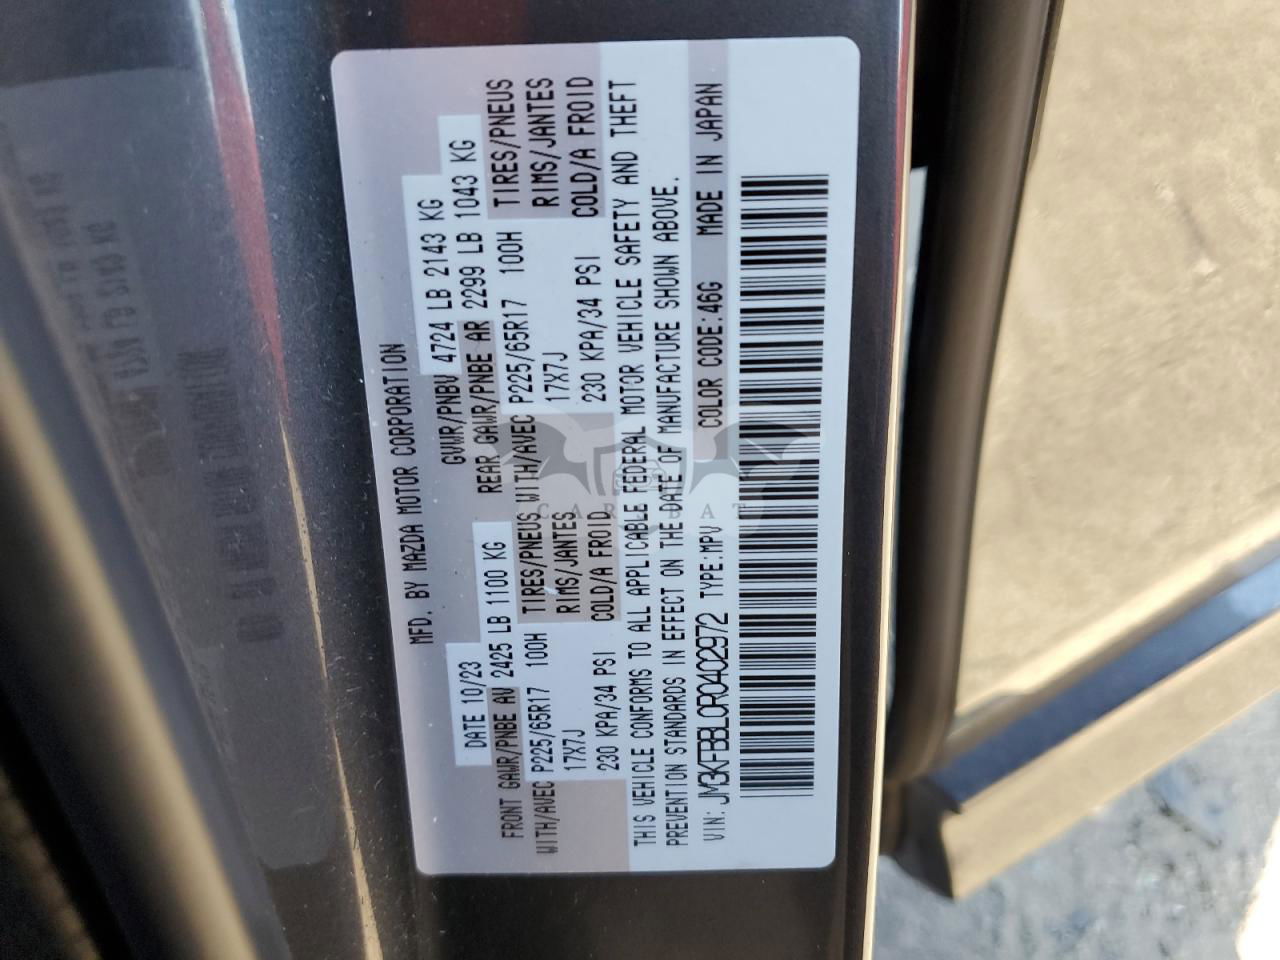 MFD. BY MAZDA MOTOR CORPORATION
DATE 10/23
GVWR/PNBV 4724 LB 2143 KG
FRONT GAWR/PNBE AV 2425 LB 1100 KG
REAR GAWR/PNBE AR 2299 LB 1043 KG
WITH/AVEC P225/65R17 100H TIRES/PNEUS WITH/AVEC P225/65R17 100H TIRES/PNEUS
17X7J RIMS/JANTES 17X7J RIMS/JANTES
230 KPA/34 PSI COLD/A FROID 230 KPA/34 PSI COLD/A FROID
THIS VEHICLE CONFORMS TO ALL APPLICABLE FEDERAL MOTOR VEHICLE SAFETY AND THEFT
PREVENTION STANDARDS IN EFFECT ON THE DATE OF MANUFACTURE SHOWN ABOVE.
VIN: JM3KFBBL0R0402972 TYPE:MPV COLOR CODE:46G MADE IN JAPAN
CAR BAT